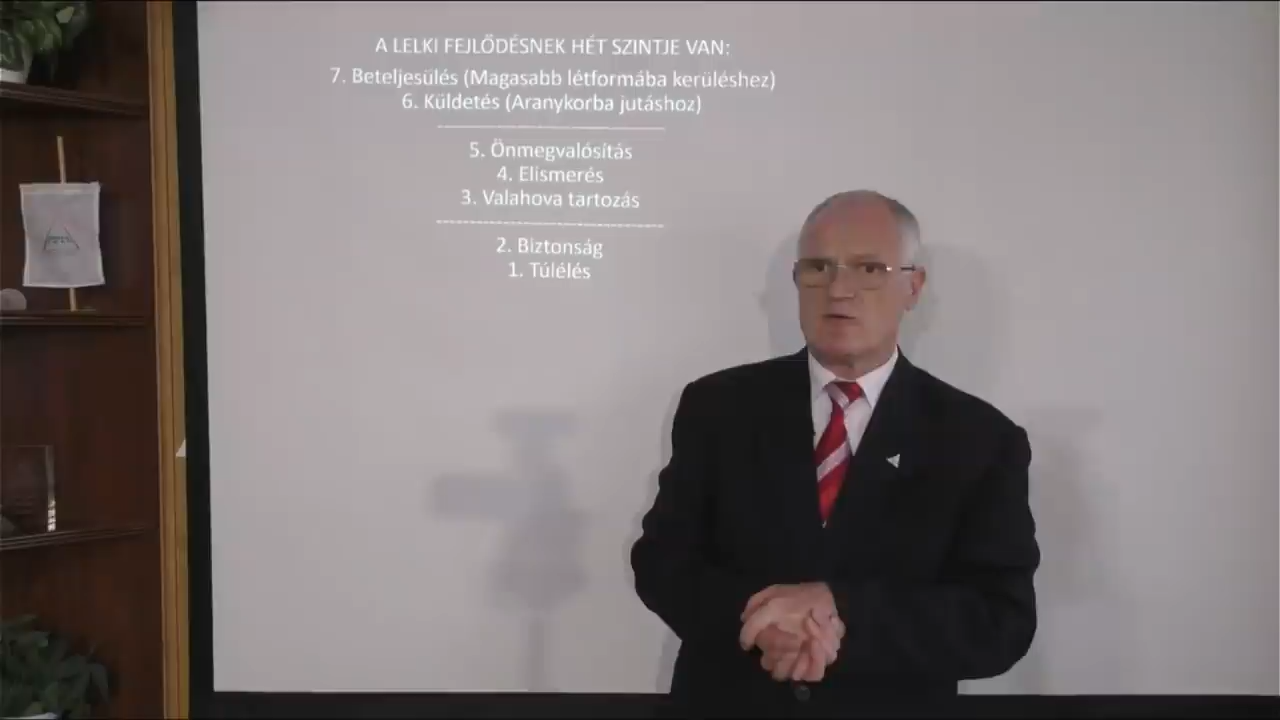 A LELKI FEJLŐDÉSNEK HÉT SZINTJE VAN:
7. Beteljesülés (Magasabb létformába kerüléshez)
6. Küldetés (Aranykorba jutáshoz)
5. Önmegvalósítás
4. Elismerés
3. Valahova tartozás
2. Biztonság
1. Túlélés